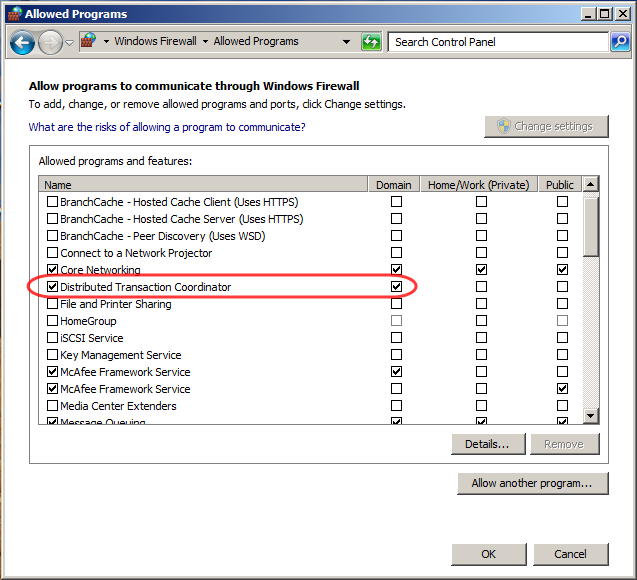 Allowed Programs
Windows Firewall Allowed Programs Search Control Panel
Allow programs to communicate through Windows Firewall
To add, change, or remove allowed programs and ports, click Change settings.
What are the risks of allowing a program to communicate?
Change settings
Allowed programs and features:
Name Domain Home/Work (Private) Public
BranchCache - Hosted Cache Client (Uses HTTPS)
BranchCache - Hosted Cache Server (Uses HTTPS)
BranchCache - Peer Discovery (Uses WSD)
Connect to a Network Projector
Core Networking
Distributed Transaction Coordinator
File and Printer Sharing
HomeGroup
iSCSI Service
Key Management Service
McAfee Framework Service
McAfee Framework Service
Media Center Extenders
Message Queuing
Details... Remove
Allow another program...
OK Cancel